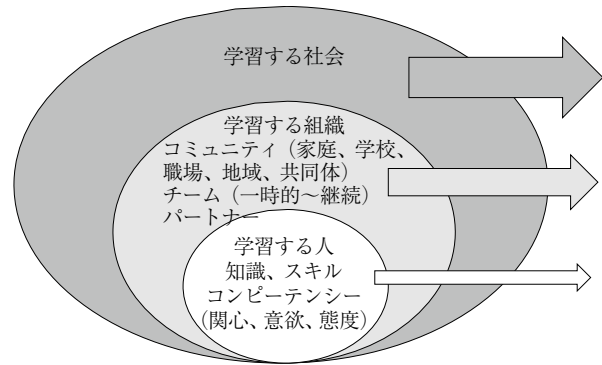 学習する社会
学習する組織
コミュニティ（家庭、学校、
職場、地域、共同体）
チーム（一時的～継続）
パートナー
学習する人
知識、スキル
コンピーテンシー
（関心、意欲、態度）